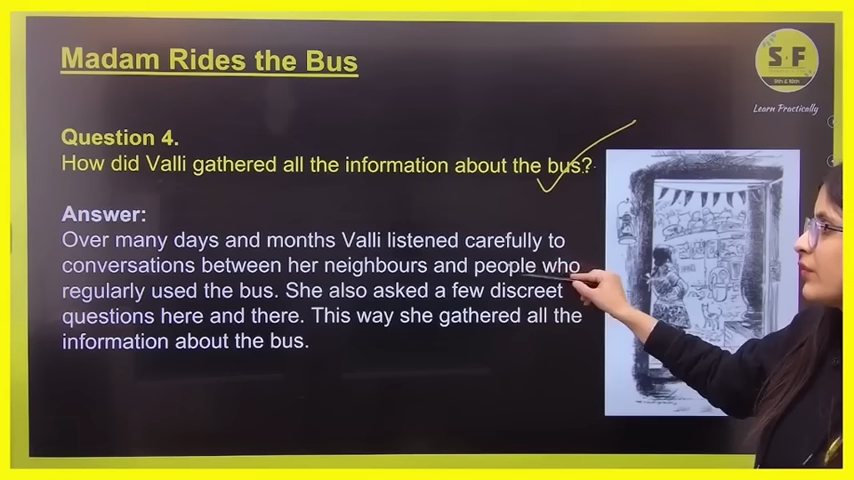 Madam Rides the Bus
S F
9th & 10th
Learn Practically
Question 4.
How did Valli gathered all the information about the bus?
Answer:
Over many days and months Valli listened carefully to
conversations between her neighbours and people who
regularly used the bus. She also asked a few discreet
questions here and there. This way she gathered all the
information about the bus.